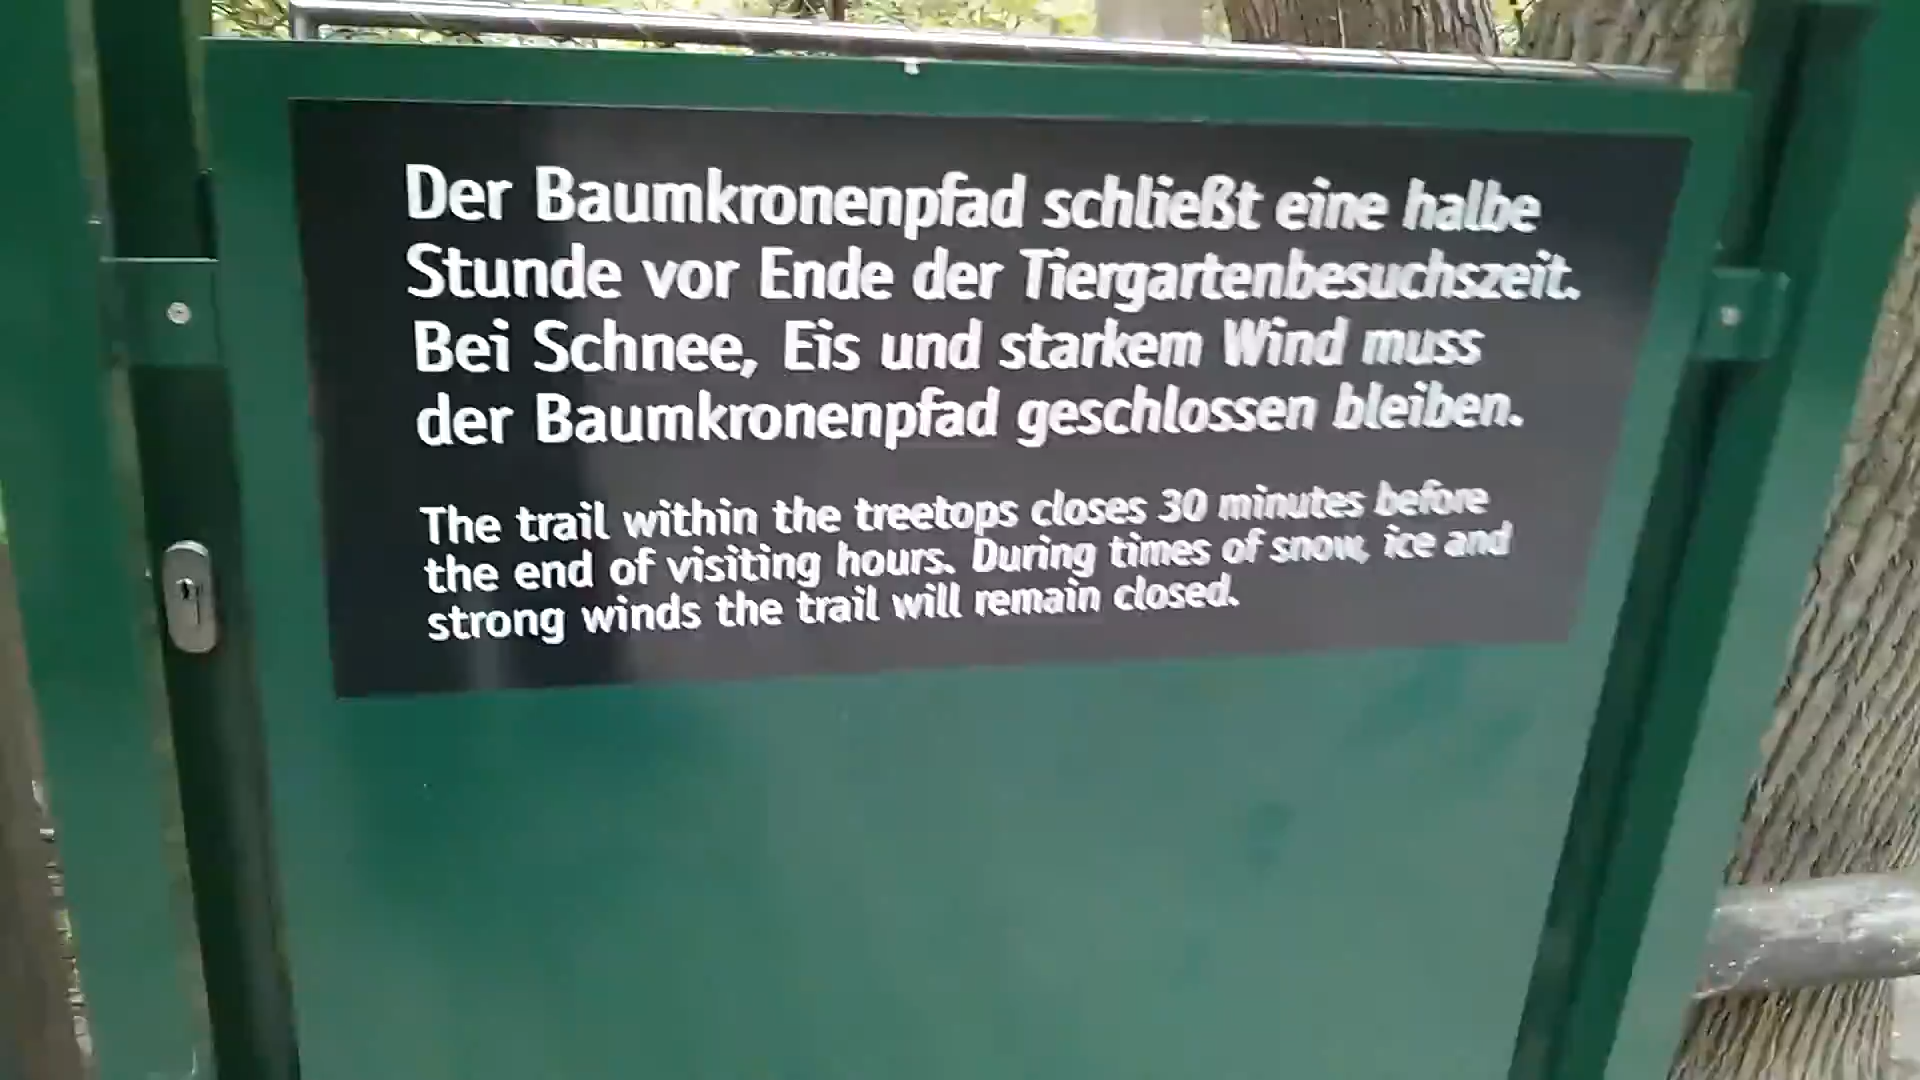 Der Baumkronenpfad schließt eine halbe
Stunde vor Ende der Tiergartenbesuchszeit.
Bei Schnee, Eis und starkem Wind muss
der Baumkronenpfad geschlossen bleiben.
The trail within the treetops closes 30 minutes before
the end of visiting hours. During times of snow, ice and
strong winds the trail will remain closed.